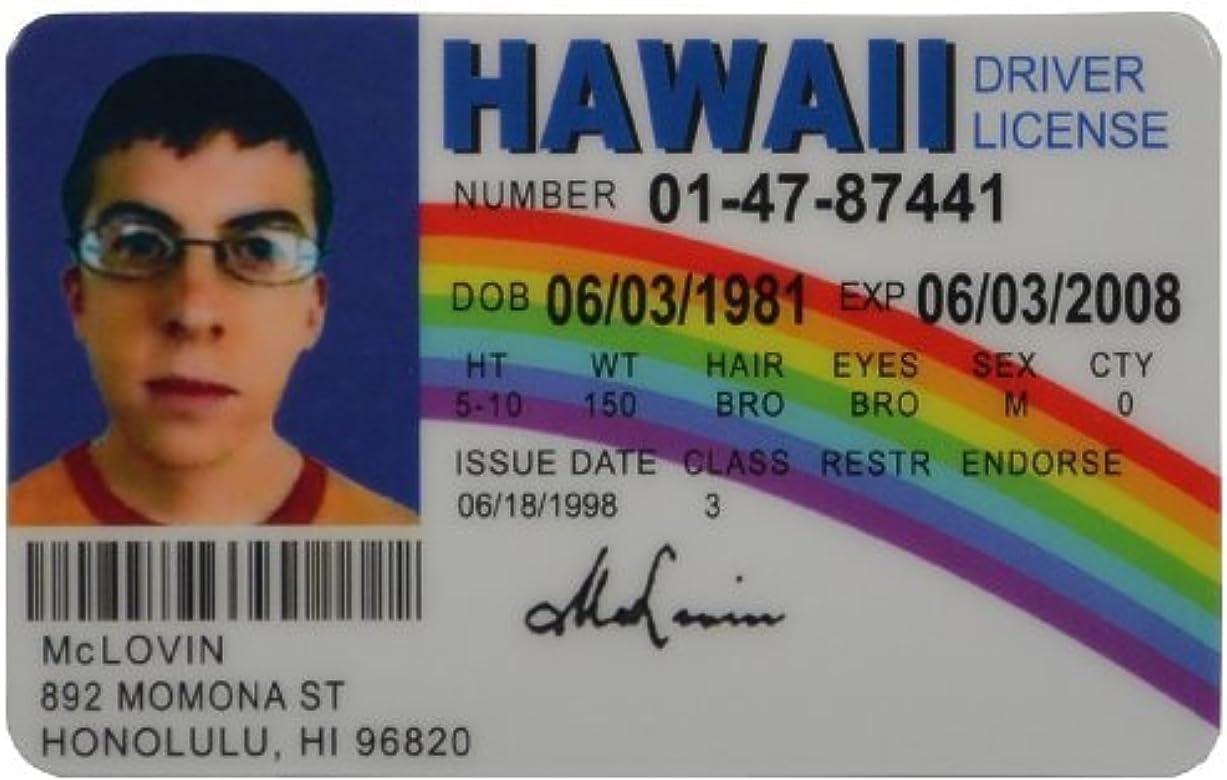 HAWAII DRIVER LICENSE
NUMBER 01-47-87441
DOB 06/03/1981 EXP 06/03/2008
HT WT HAIR EYES SEX CTY
5-10 150 BRO BRO M 0
ISSUE DATE CLASS RESTR ENDORSE
06/18/1998 3
McLovin
McLOVIN
892 MOMONA ST
HONOLULU, HI 96820